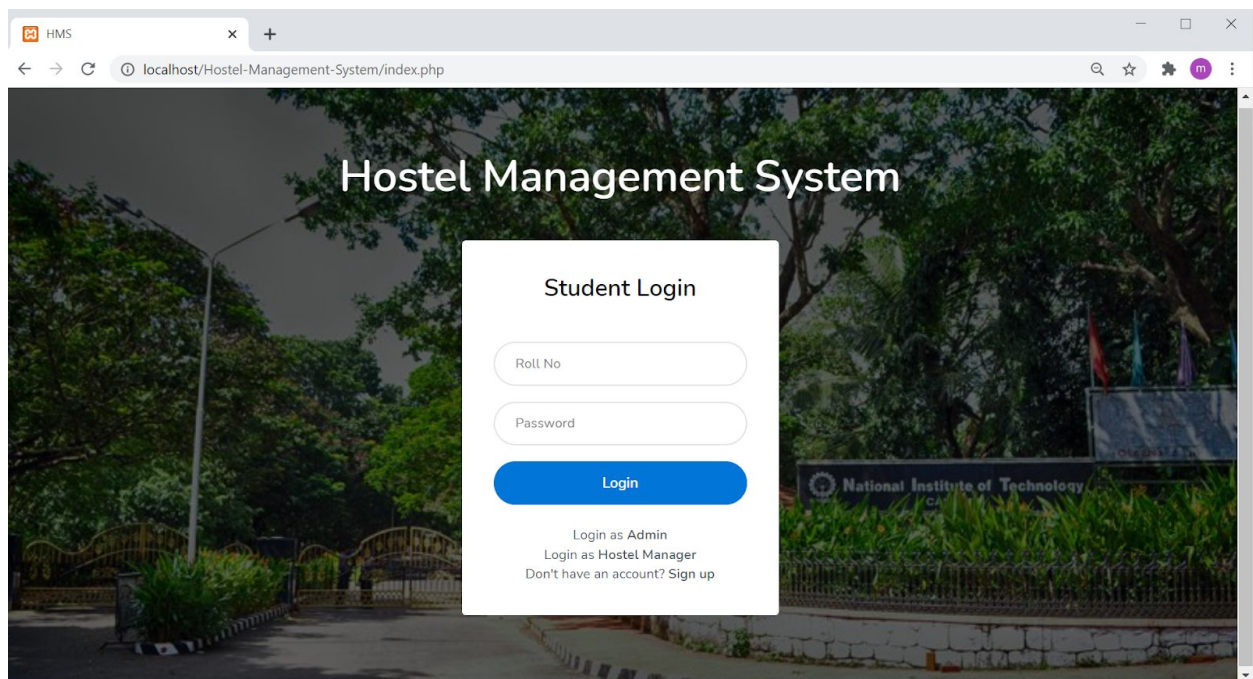 HMS
localhost/Hostel-Management-System/index.php
m
Hostel Management System
Student Login
Roll No
Password
Login
National Institute of Technology
Login as Admin
Login as Hostel Manager
Don't have an account? Sign up